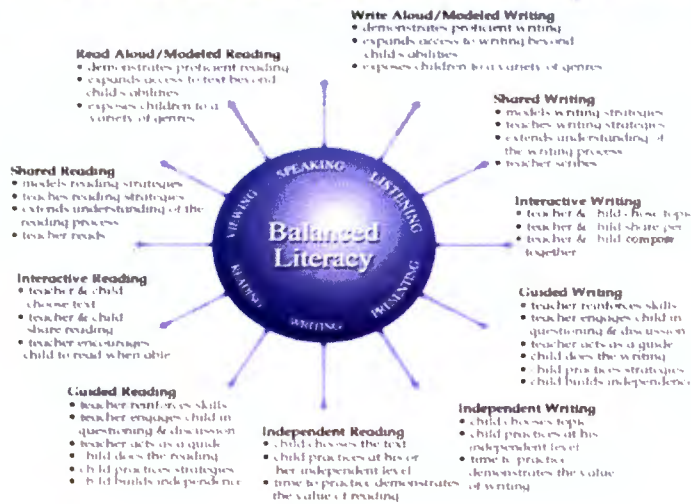 Write Aloud/Modeled Writing
• demonstrates proficient writing
• expands access to writing beyond
child's abilities
• exposes children to a variety of genres
Read Aloud/Modeled Reading
• demonstrates proficient reading
• expands access to text beyond
child's abilities
• exposes children to a
variety of genres
Shared Writing
• models writing strategies
• teaches writing strategies
• extends understanding of
the writing process
• teacher scribes
Shared Reading
• models reading strategies
• teaches reading strategies
• extends understanding of the
reading process
• teacher reads
Interactive Writing
• teacher & child chose topic
• teacher & child share pen
• teacher & child compose
together
Interactive Reading
• teacher & child
choose text
• teacher & child
share reading
• teacher encourages
child to read when able
Guided Writing
• teacher reinforces skills
• teacher engages child in
questioning & discussion
• teacher acts as a guide
• child does the writing
• child practices strategies
• child builds independence
Guided Reading
• teacher reinforces skills
• teacher engages child in
questioning & discussion
• teacher acts as a guide
• child does the reading
• child practices strategies
• child builds independence
Independent Reading
• child chooses the text
• child practices at his or
her independent level
• time to practice demonstrates
the value of reading
Independent Writing
• child chooses topic
• child practices at his
independent level
• time to practice
demonstrates the value
of writing
Balanced
Literacy
SPEAKING
LISTENING
PRESENTING
WRITING
READING
VIEWING